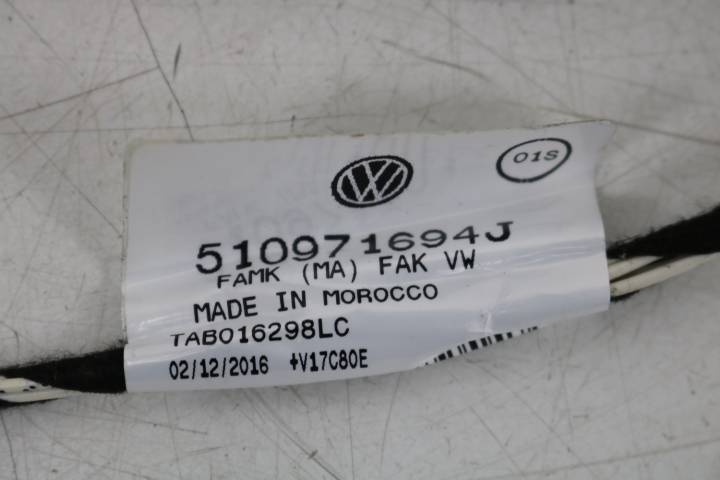 01S
510971694J
FAMK (MA) FAK VW
MADE IN MOROCCO
TAB016298LC
02/12/2016 +V17C80E